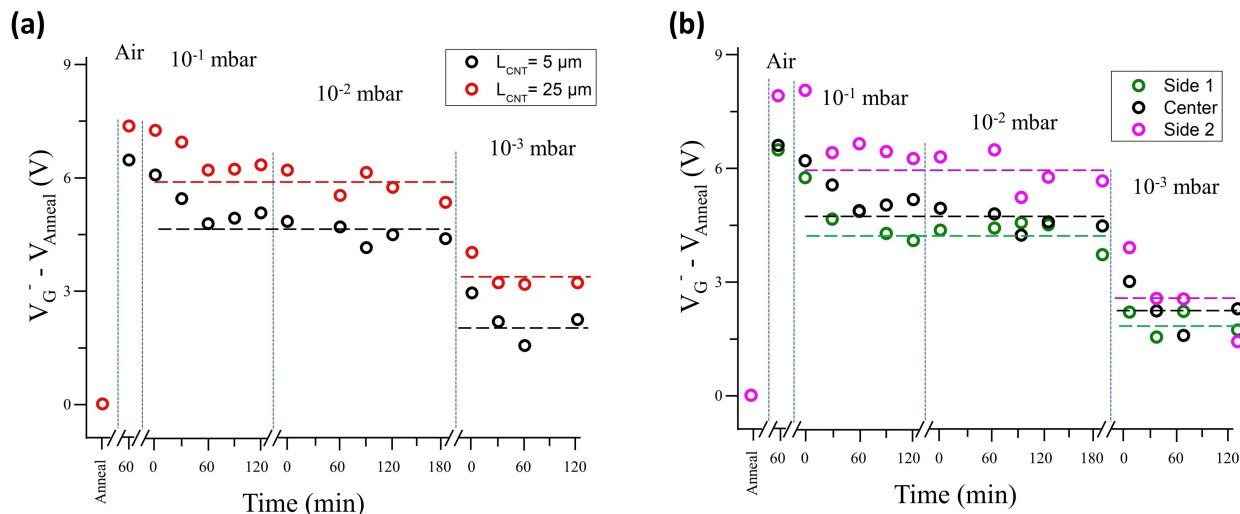 (a)
Air
10⁻¹ mbar
10⁻² mbar
10⁻³ mbar
L_CNT= 5 µm
L_CNT= 25 µm
9
6
3
0
V_G⁻ - V_Anneal (V)
Anneal
60 0 60 120 0 60 120 180 0 60 120
Time (min)
(b)
Air
10⁻¹ mbar
10⁻² mbar
10⁻³ mbar
Side 1
Center
Side 2
9
6
3
0
V_G⁻ - V_Anneal (V)
Anneal
60 0 60 120 0 60 120 180 0 60 120
Time (min)